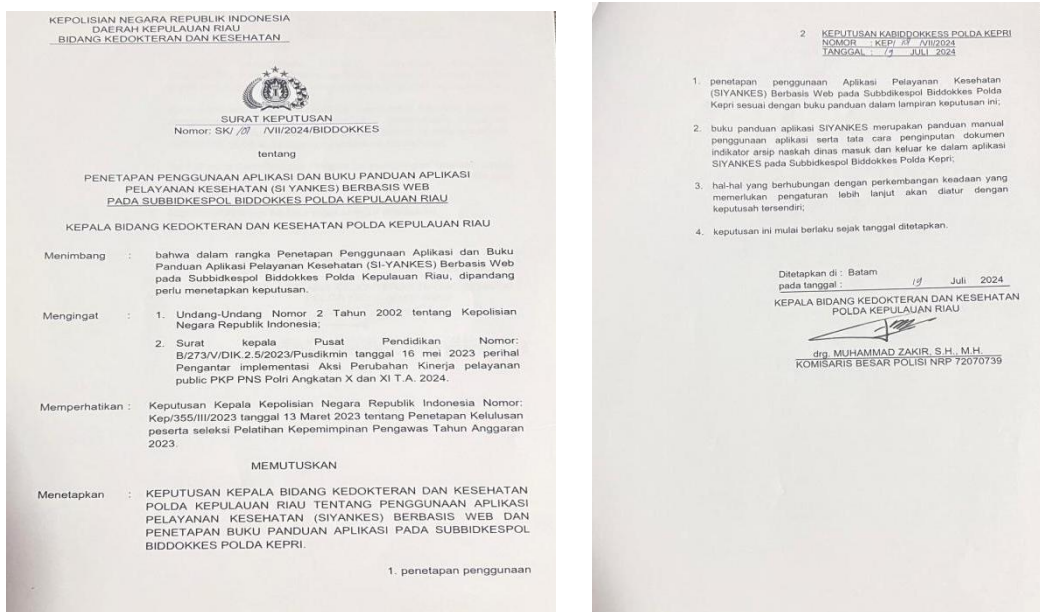 KEPOLISIAN NEGARA REPUBLIK INDONESIA
DAERAH KEPULAUAN RIAU
BIDANG KEDOKTERAN DAN KESEHATAN
SURAT KEPUTUSAN
Nomor: SK/ /VII/2024/BIDDOKKES
tentang
PENETAPAN PENGGUNAAN APLIKASI DAN BUKU PANDUAN APLIKASI
PELAYANAN KESEHATAN (SI YANKES) BERBASIS WEB
PADA SUBBIDKESPOL BIDDOKKES POLDA KEPULAUAN RIAU
KEPALA BIDANG KEDOKTERAN DAN KESEHATAN POLDA KEPULAUAN RIAU
Menimbang : bahwa dalam rangka Penetapan Penggunaan Aplikasi dan Buku
Panduan Aplikasi Pelayanan Kesehatan (SI-YANKES) Berbasis Web
pada Subbidkespol Biddokkes Polda Kepulauan Riau, dipandang
perlu menetapkan keputusan.
Mengingat : 1. Undang-Undang Nomor 2 Tahun 2002 tentang Kepolisian
Negara Republik Indonesia;
2. Surat kepala Pusat Pendidikan Nomor:
B/273/V/DIK.2.5/2023/Pusdikmin tanggal 16 mei 2023 perihal
Pengantar implementasi Aksi Perubahan Kinerja pelayanan
public PKP PNS Polri Angkatan X dan XI T.A. 2024.
Memperhatikan : Keputusan Kepala Kepolisian Negara Republik Indonesia Nomor:
Kep/355/III/2023 tanggal 13 Maret 2023 tentang Penetapan Kelulusan
peserta seleksi Pelatihan Kepemimpinan Pengawas Tahun Anggaran
2023.
MEMUTUSKAN
Menetapkan : KEPUTUSAN KEPALA BIDANG KEDOKTERAN DAN KESEHATAN
POLDA KEPULAUAN RIAU TENTANG PENGGUNAAN APLIKASI
PELAYANAN KESEHATAN (SIYANKES) BERBASIS WEB DAN
PENETAPAN BUKU PANDUAN APLIKASI PADA SUBBIDKESPOL
BIDDOKKES POLDA KEPRI.
1. penetapan penggunaan
2 KEPUTUSAN KABIDDOKKESS POLDA KEPRI
NOMOR : KEP/ /VII/2024
TANGGAL : 19 JULI 2024
1. penetapan penggunaan Aplikasi Pelayanan Kesehatan
(SIYANKES) Berbasis Web pada Subbdikespol Biddokkes Polda
Kepri sesuai dengan buku panduan dalam lampiran keputusan ini;
2. buku panduan aplikasi SIYANKES merupakan panduan manual
penggunaan aplikasi serta tata cara penginputan dokumen
indikator arsip naskah dinas masuk dan keluar ke dalam aplikasi
SIYANKES pada Subbidkespol Biddokkes Polda Kepri;
3. hal-hal yang berhubungan dengan perkembangan keadaan yang
memerlukan pengaturan lebih lanjut akan diatur dengan
keputusah tersendiri;
4. keputusan ini mulai berlaku sejak tanggal ditetapkan.
Ditetapkan di : Batam
pada tanggal : 19 Juli 2024
KEPALA BIDANG KEDOKTERAN DAN KESEHATAN
POLDA KEPULAUAN RIAU
drg. MUHAMMAD ZAKIR, S.H., M.H.
KOMISARIS BESAR POLISI NRP 72070739